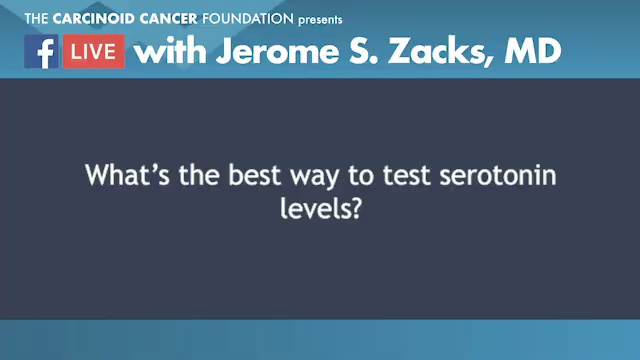 THE CARCINOID CANCER FOUNDATION presents
f LIVE with Jerome S. Zacks, MD
What's the best way to test serotonin
levels?